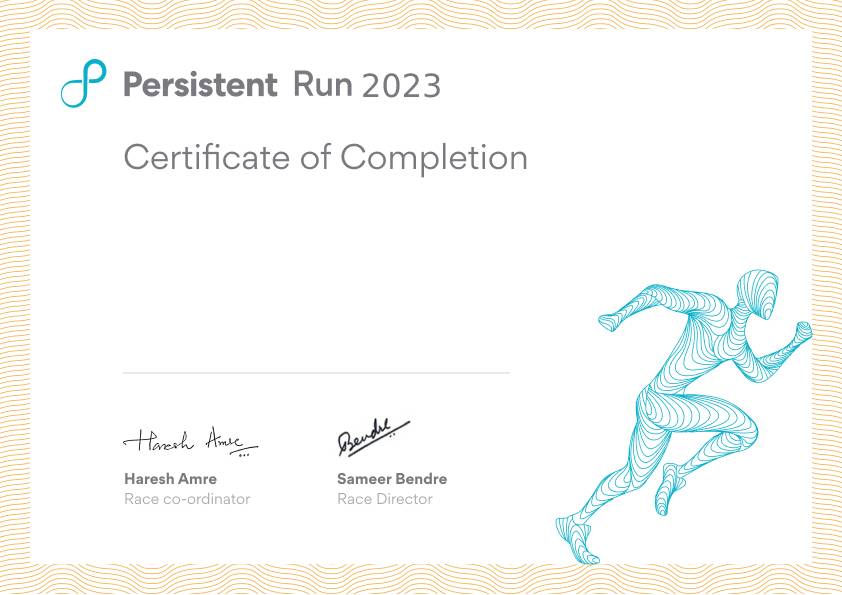 Persistent Run 2023
Certificate of Completion
Haresh Amre
Bendre
Haresh Amre
Race co-ordinator
Sameer Bendre
Race Director